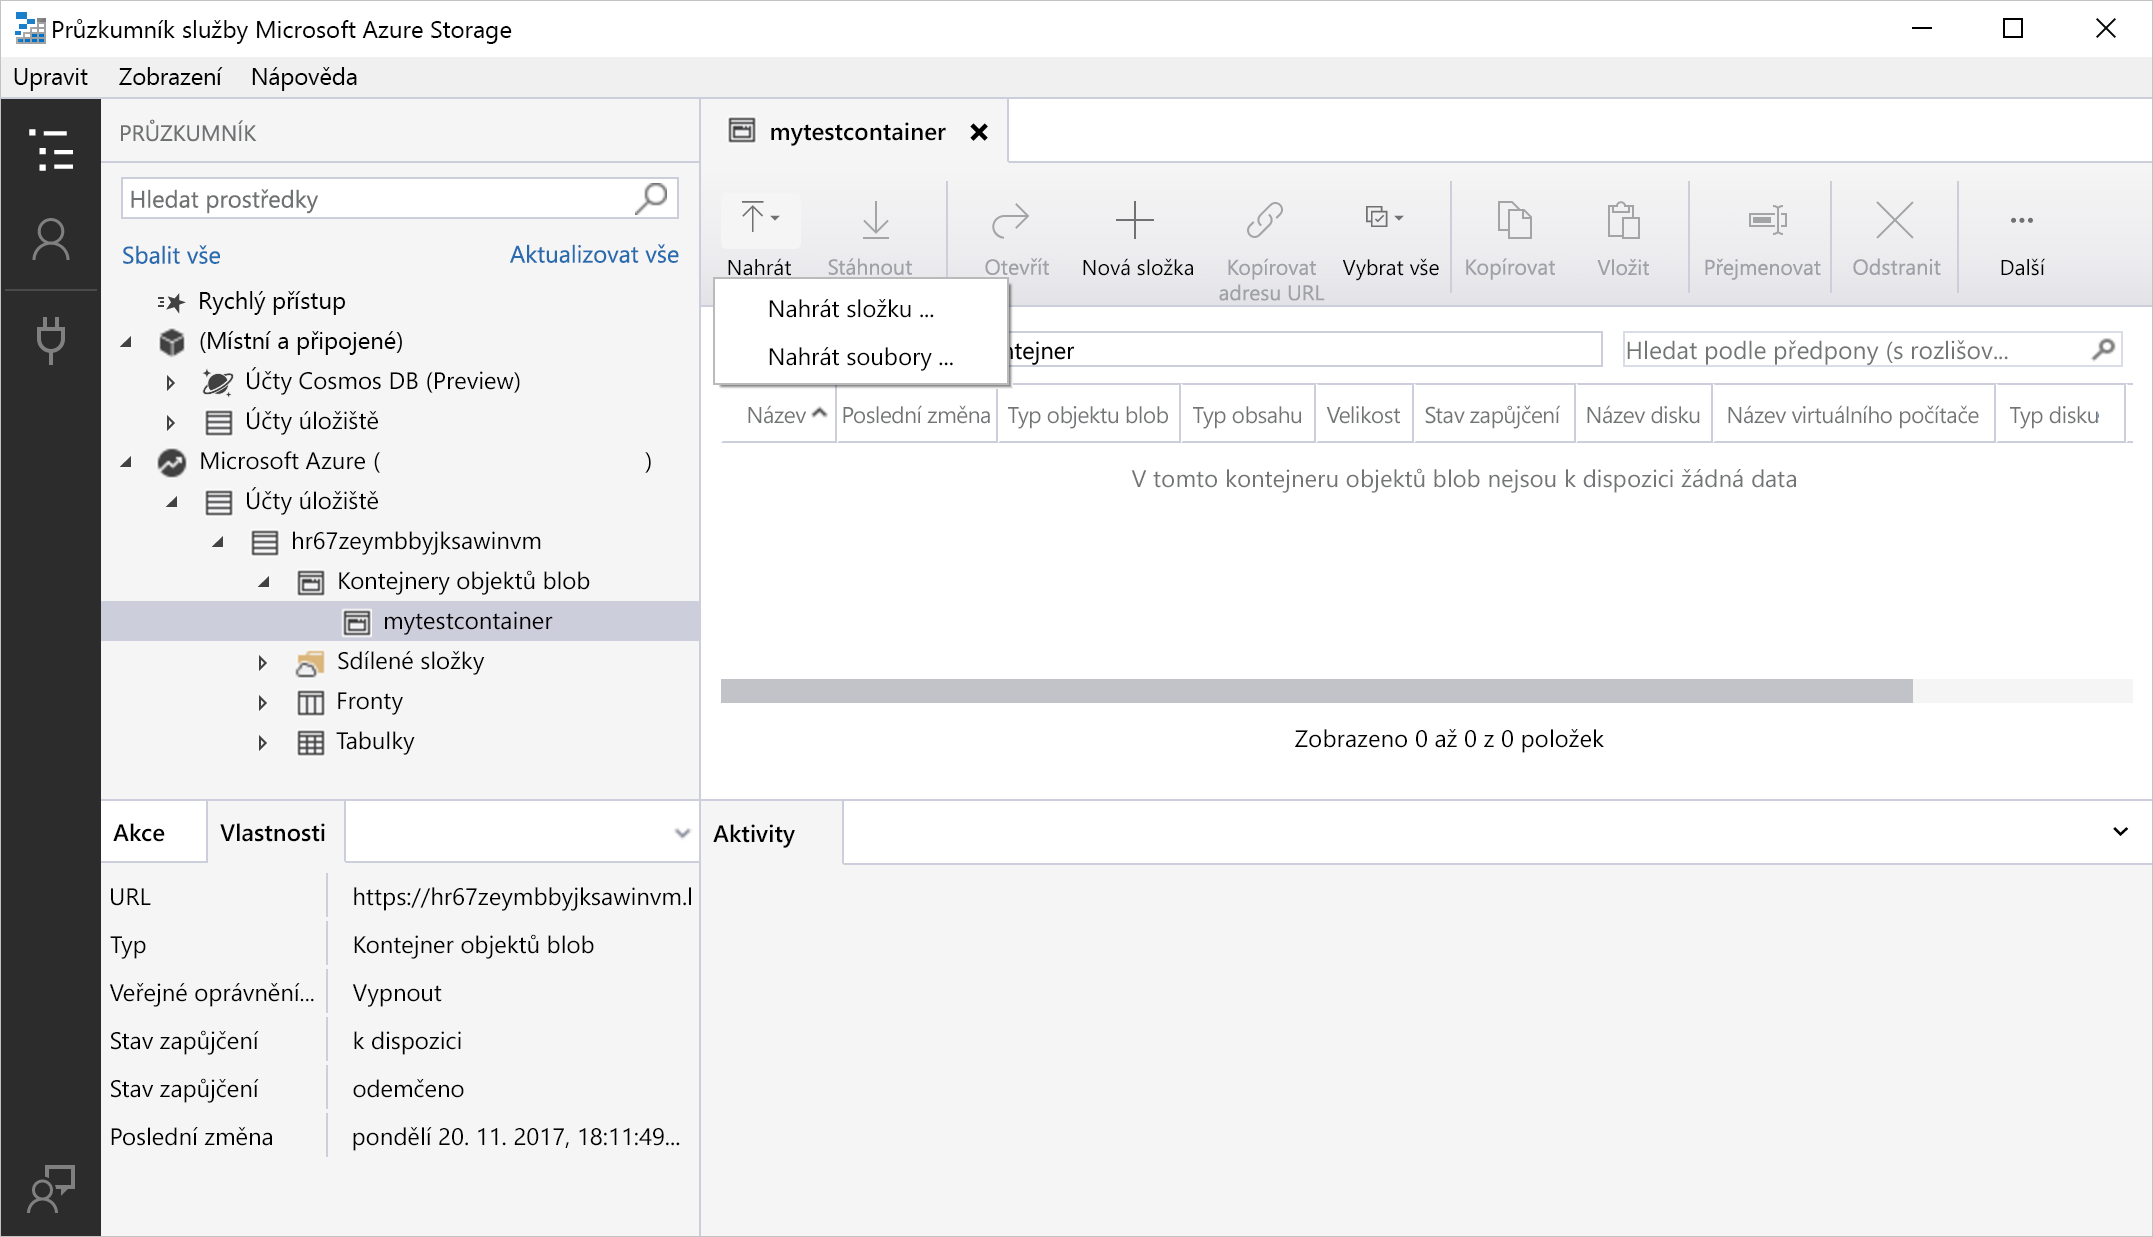 Průzkumník služby Microsoft Azure Storage
Upravit Zobrazení Nápověda
PRŮZKUMNÍK
Hledat prostředky
Sbalit vše Aktualizovat vše
Rychlý přístup
(Místní a připojené)
Účty Cosmos DB (Preview)
Účty úložiště
Microsoft Azure ( )
Účty úložiště
hr67zeymbbyjksawinvm
Kontejnery objektů blob
mytestcontainer
Sdílené složky
Fronty
Tabulky
Akce Vlastnosti
URL https://hr67zeymbbyjksawinvm.l
Typ Kontejner objektů blob
Veřejné oprávnění... Vypnout
Stav zapůjčení k dispozici
Stav zapůjčení odemčeno
Poslední změna pondělí 20. 11. 2017, 18:11:49...
mytestcontainer
Nahrát Stáhnout Otevřít Nová složka Kopírovat adresu URL Vybrat vše Kopírovat Vložit Přejmenovat Odstranit Další
Nahrát složku ...
Nahrát soubory ...
ntejner Hledat podle předpony (s rozlišov...
Název Poslední změna Typ objektu blob Typ obsahu Velikost Stav zapůjčení Název disku Název virtuálního počítače Typ disku
V tomto kontejneru objektů blob nejsou k dispozici žádná data
Zobrazeno 0 až 0 z 0 položek
Aktivity